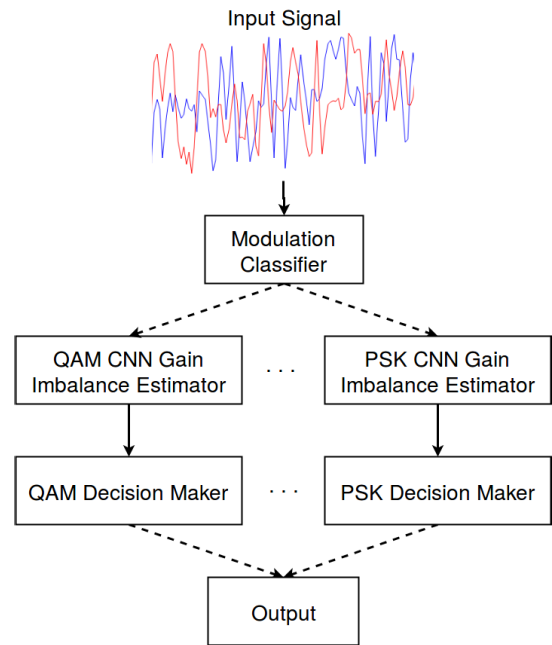 Input Signal
Modulation
Classifier
QAM CNN Gain
Imbalance Estimator
. . .
PSK CNN Gain
Imbalance Estimator
QAM Decision Maker
. . .
PSK Decision Maker
Output